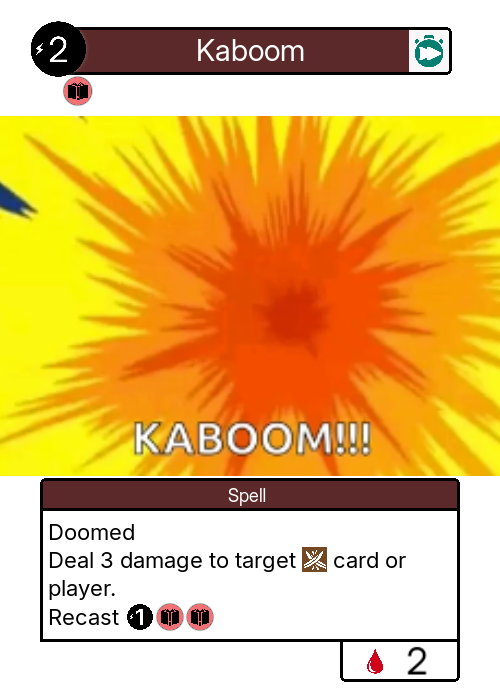 2
Kaboom
KABOOM!!!
Spell
Doomed
Deal 3 damage to target card or
player.
Recast 1
2